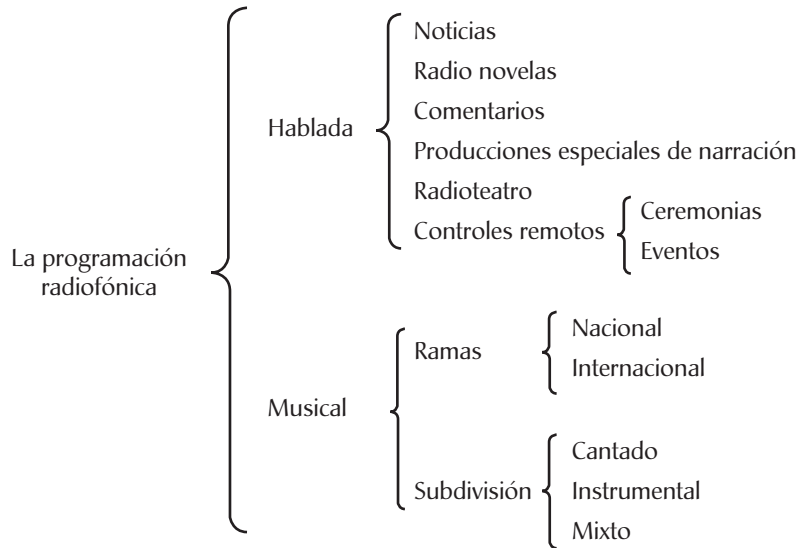 La programación
radiofónica
Hablada
Noticias
Radio novelas
Comentarios
Producciones especiales de narración
Radioteatro
Controles remotos
Ceremonias
Eventos
Musical
Ramas
Nacional
Internacional
Subdivisión
Cantado
Instrumental
Mixto